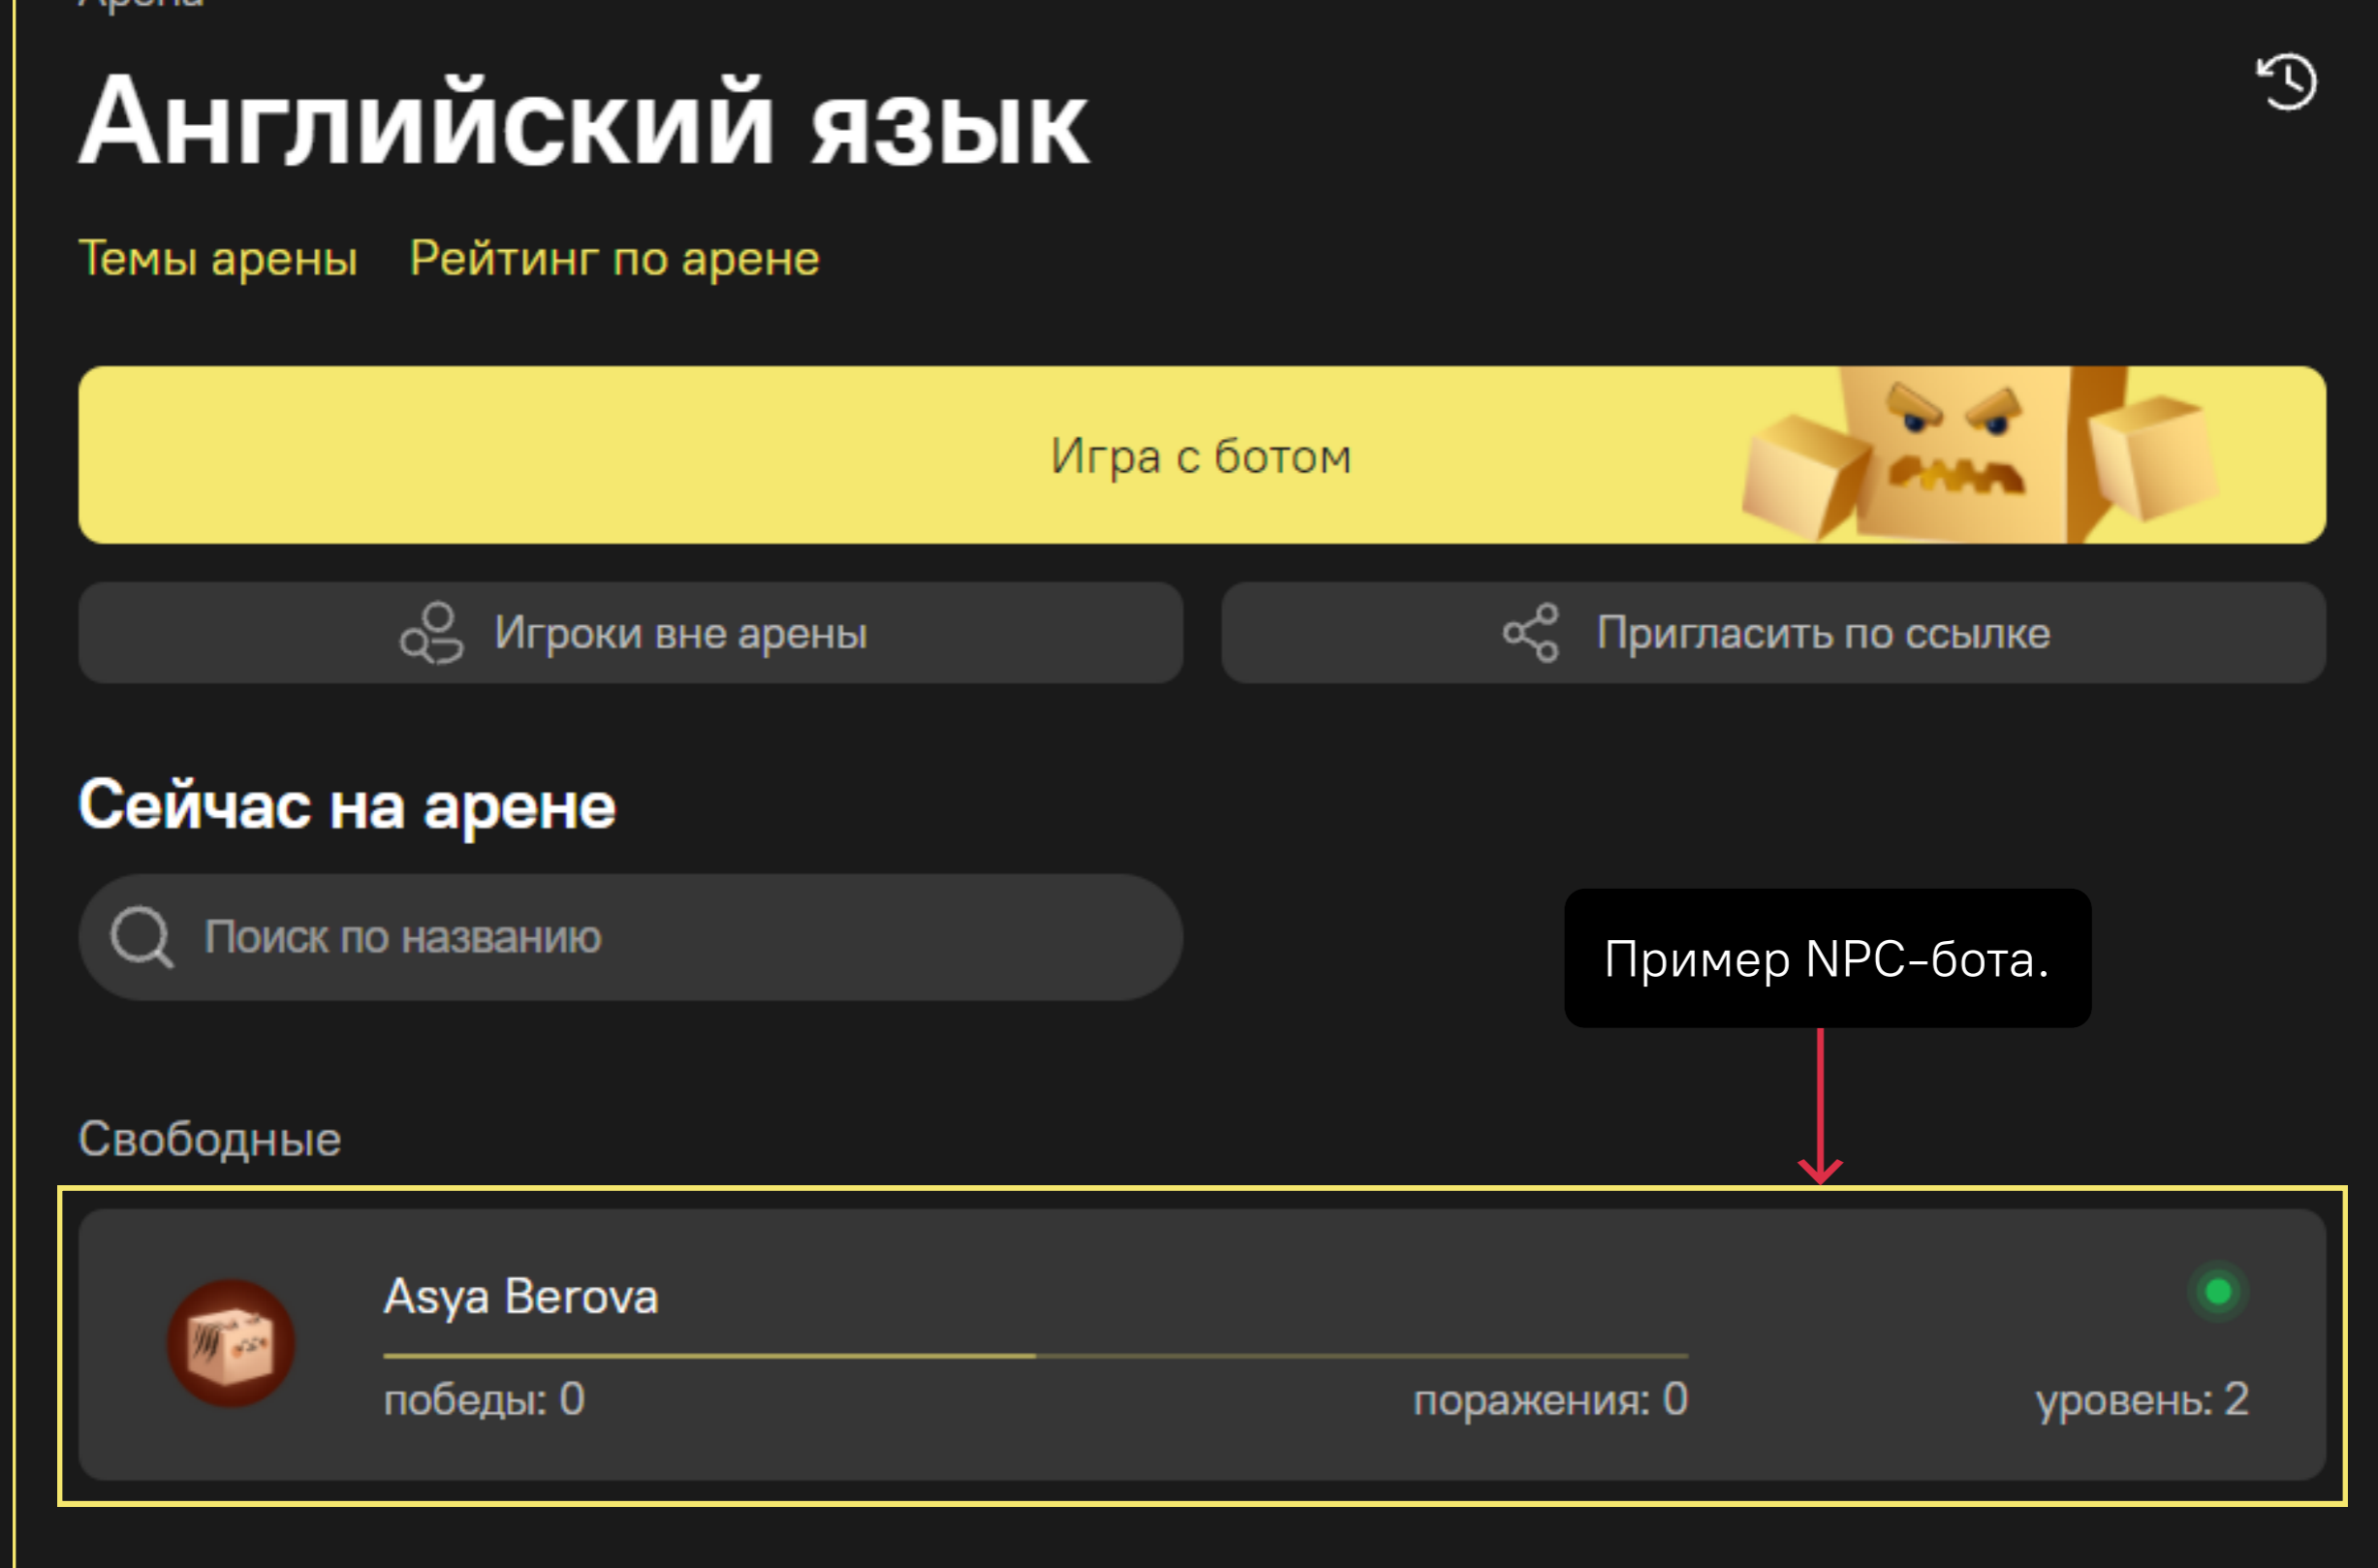 Арена
Английский язык
Темы арены Рейтинг по арене
Игра с ботом
Игроки вне арены Пригласить по ссылке
Сейчас на арене
Поиск по названию
Пример NPC-бота.
Свободные
Asya Berova
победы: 0 поражения: 0 уровень: 2